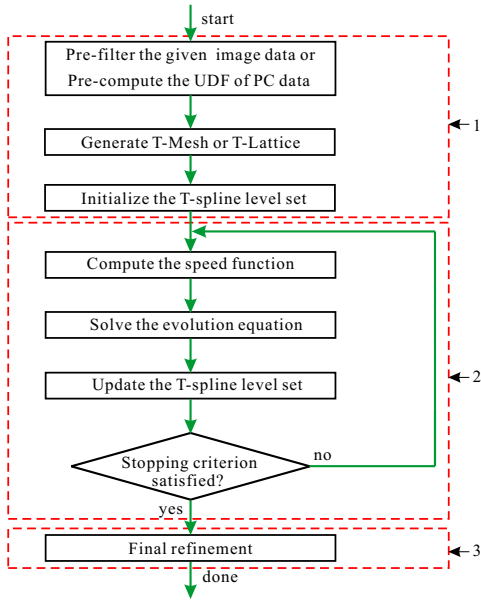 start
Pre-filter the given image data or
Pre-compute the UDF of PC data
1
Generate T-Mesh or T-Lattice
Initialize the T-spline level set
Compute the speed function
Solve the evolution equation
2
Update the T-spline level set
no
Stopping criterion
satisfied?
yes
Final refinement
3
done